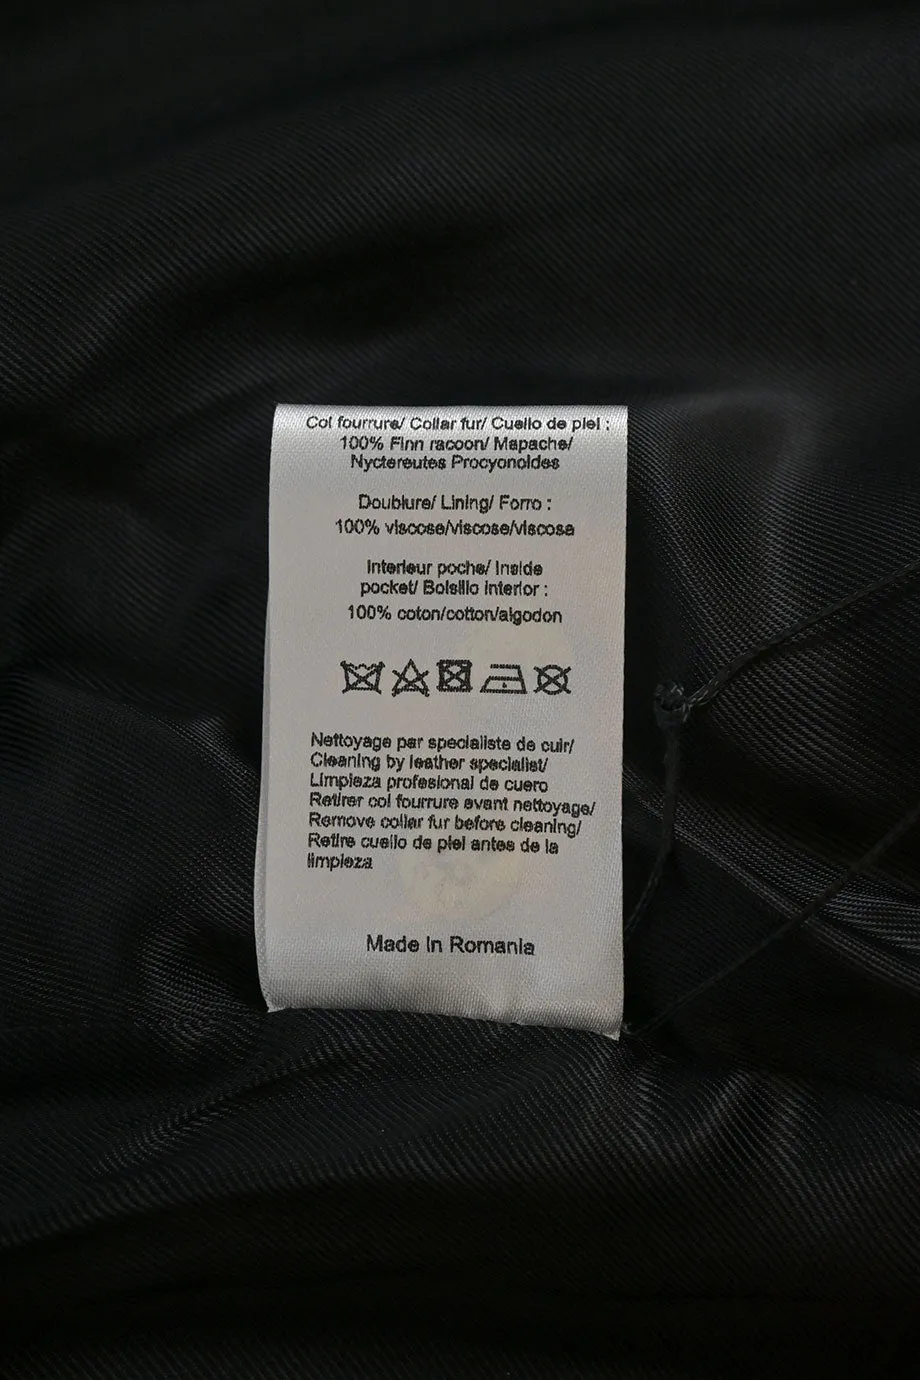 Col fourrure/ Collar fur/ Cuello de piel :
100% Finn racoon/ Mapache/
Nyctereutes Procyonoides
Doublure/ Lining/ Forro :
100% viscose/viscose/viscosa
Interieur poche/ Inside
pocket/ Bolsillo interior :
100% coton/cotton/algodon
Nettoyage par specialiste de cuir/
Cleaning by leather specialist/
Limpieza profesional de cuero
Retirer col fourrure avant nettoyage/
Remove collar fur before cleaning/
Retire cuello de piel antes de la
limpieza
Made in Romania